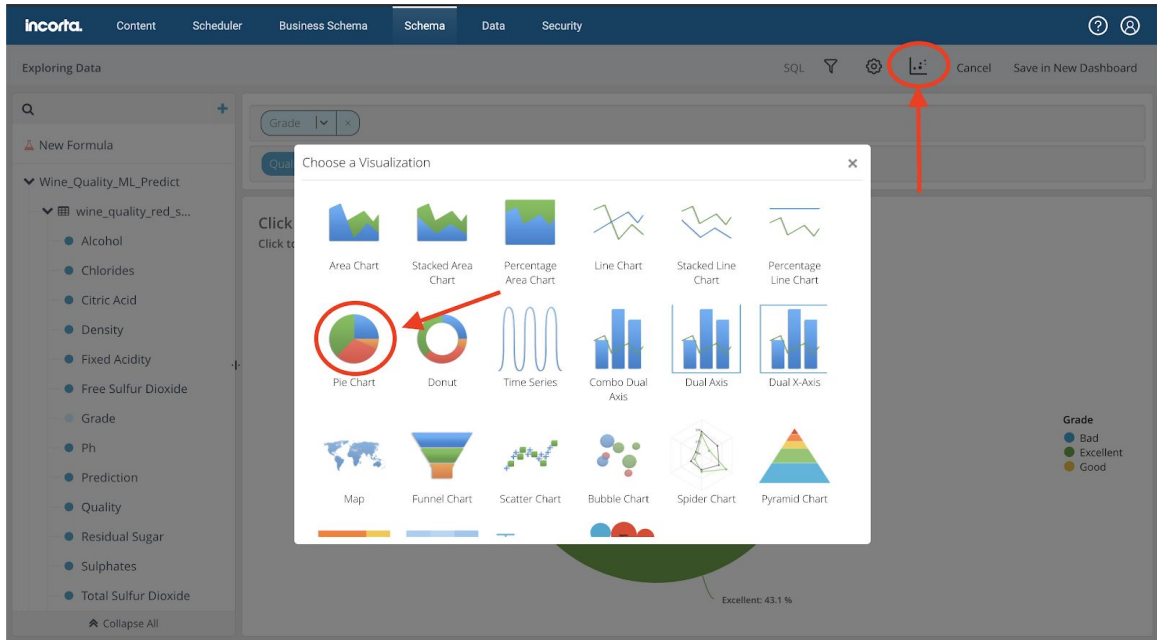 incorta.
Content
Scheduler
Business Schema
Schema
Data
Security
Exploring Data
SQL
Cancel
Save in New Dashboard
New Formula
Wine_Quality_ML_Predict
wine_quality_red_s...
Alcohol
Chlorides
Citric Acid
Density
Fixed Acidity
Free Sulfur Dioxide
Grade
Ph
Prediction
Quality
Residual Sugar
Sulphates
Total Sulfur Dioxide
Collapse All
Grade
Qual
Click
Click to
Choose a Visualization
Area Chart
Stacked Area
Chart
Percentage
Area Chart
Line Chart
Stacked Line
Chart
Percentage
Line Chart
Pie Chart
Donut
Time Series
Combo Dual
Axis
Dual Axis
Dual X-Axis
Map
Funnel Chart
Scatter Chart
Bubble Chart
Spider Chart
Pyramid Chart
Grade
Bad
Excellent
Good
Excellent: 43.1 %